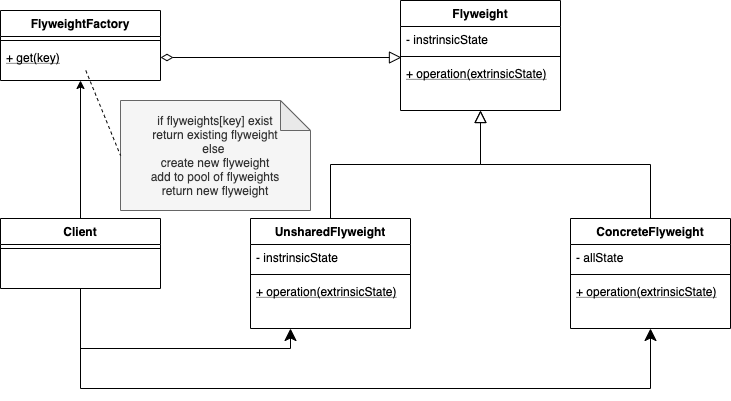 FlyweightFactory
+ get(key)
Flyweight
- instrinsicState
+ operation(extrinsicState)
if flyweights[key] exist
return existing flyweight
else
create new flyweight
add to pool of flyweights
return new flyweight
Client
UnsharedFlyweight
- instrinsicState
+ operation(extrinsicState)
ConcreteFlyweight
- allState
+ operation(extrinsicState)